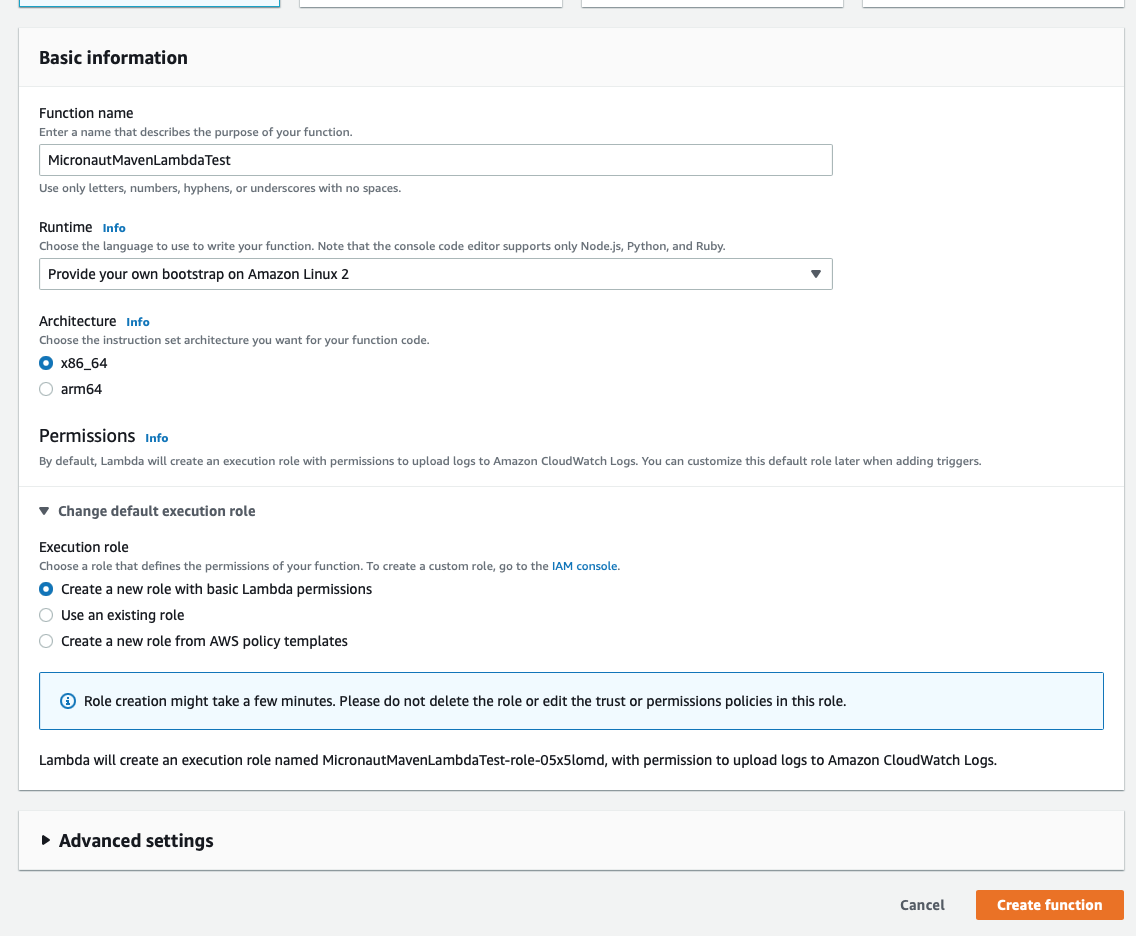 Basic information
Function name
Enter a name that describes the purpose of your function.
MicronautMavenLambdaTest
Use only letters, numbers, hyphens, or underscores with no spaces.
Runtime Info
Choose the language to use to write your function. Note that the console code editor supports only Node.js, Python, and Ruby.
Provide your own bootstrap on Amazon Linux 2
Architecture Info
Choose the instruction set architecture you want for your function code.
x86_64
arm64
Permissions Info
By default, Lambda will create an execution role with permissions to upload logs to Amazon CloudWatch Logs. You can customize this default role later when adding triggers.
Change default execution role
Execution role
Choose a role that defines the permissions of your function. To create a custom role, go to the IAM console.
Create a new role with basic Lambda permissions
Use an existing role
Create a new role from AWS policy templates
Role creation might take a few minutes. Please do not delete the role or edit the trust or permissions policies in this role.
Lambda will create an execution role named MicronautMavenLambdaTest-role-05x5lomd, with permission to upload logs to Amazon CloudWatch Logs.
Advanced settings
Cancel Create function